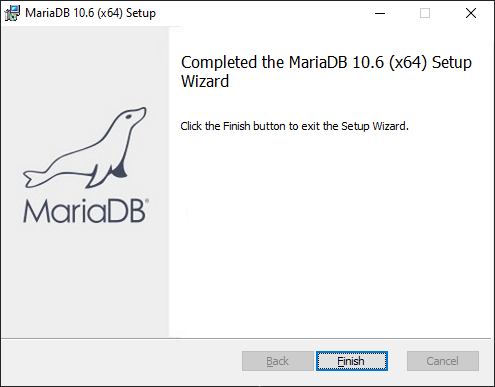 MariaDB 10.6 (x64) Setup
Completed the MariaDB 10.6 (x64) Setup
Wizard
Click the Finish button to exit the Setup Wizard.
MariaDB®
Back
Finish
Cancel